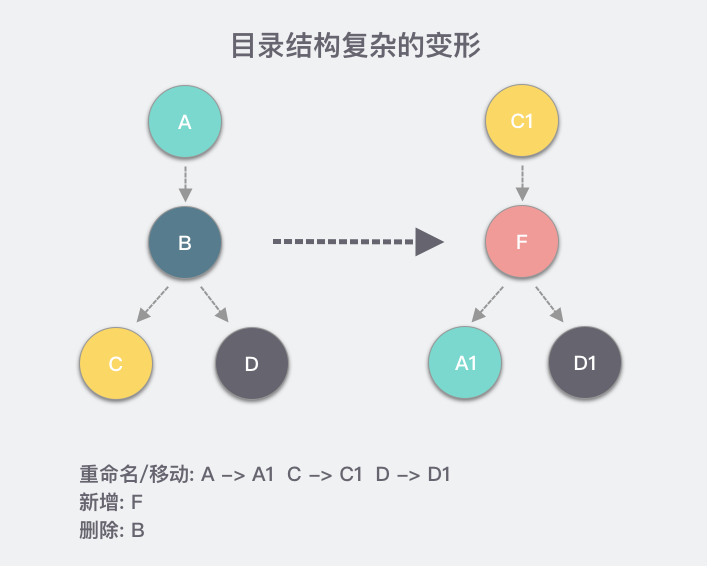 目录结构复杂的变形
A
C1
B
F
C
D
A1
D1
重命名/移动: A -> A1 C -> C1 D -> D1
新增: F
删除: B